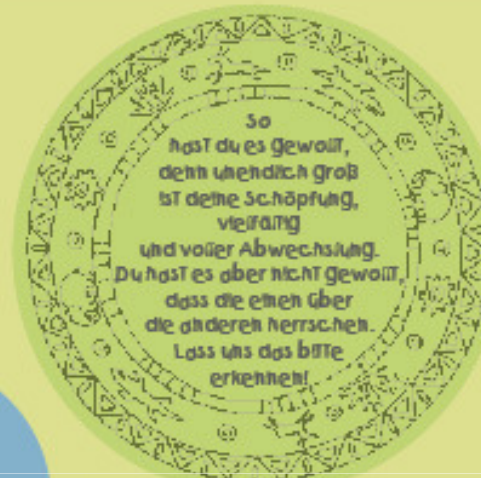 So
hast du es gewollt,
denn unendlich groß
ist deine Schöpfung,
vielfältig
und voller Abwechslung.
Du hast es aber nicht gewollt,
dass die einen über
die anderen herrschen.
Lass uns das bitte
erkennen!